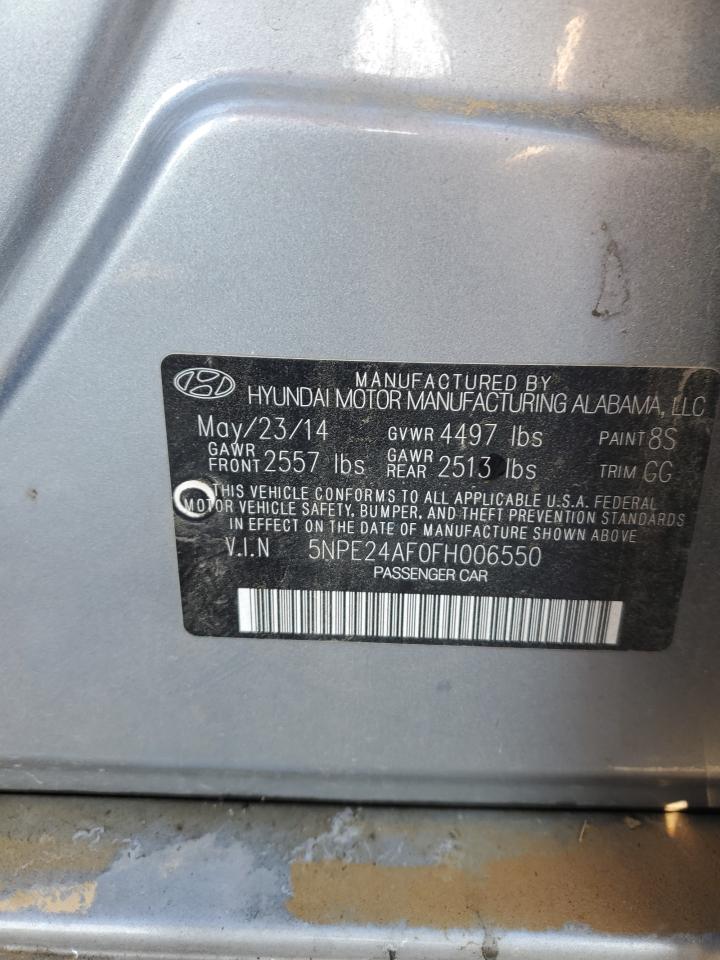 MANUFACTURED BY
HYUNDAI MOTOR MANUFACTURING ALABAMA, LLC
May/23/14 GVWR 4497 lbs PAINT 8S
GAWR FRONT 2557 lbs GAWR REAR 2513 lbs TRIM GG
THIS VEHICLE CONFORMS TO ALL APPLICABLE U.S.A. FEDERAL
MOTOR VEHICLE SAFETY, BUMPER, AND THEFT PREVENTION STANDARDS
IN EFFECT ON THE DATE OF MANUFACTURE SHOWN ABOVE
V.I.N 5NPE24AF0FH006550
PASSENGER CAR